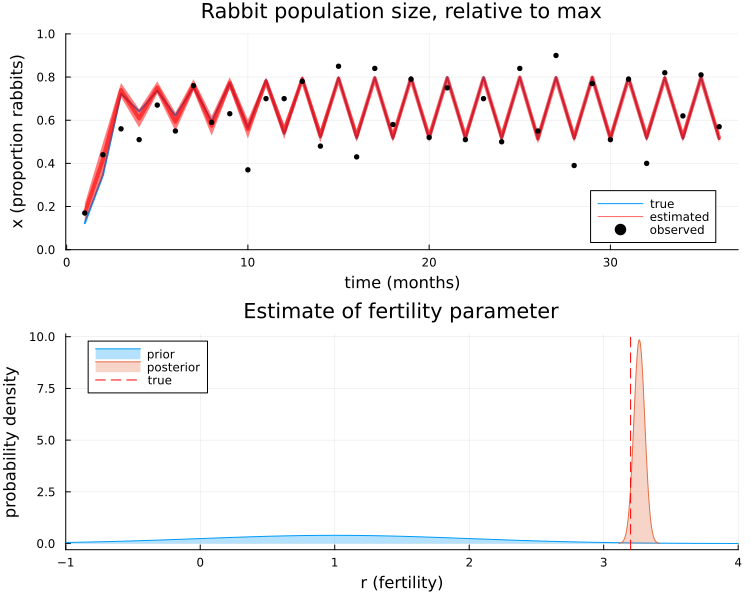 Rabbit population size, relative to max
x (proportion rabbits)
1.0
0.8
0.6
0.4
0.2
0.0
0
10
20
30
true
estimated
observed
time (months)
Estimate of fertility parameter
probability density
10.0
7.5
5.0
2.5
0.0
prior
posterior
true
−1
0
1
2
3
4
r (fertility)